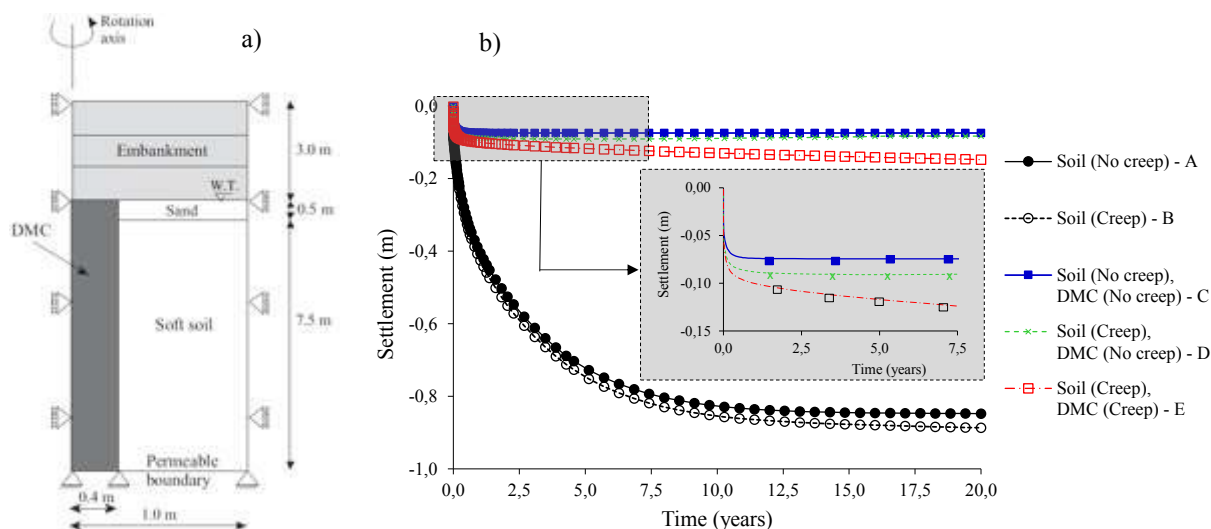 Rotation
axis
a)
Embankment
3.0 m
W.T.
Sand
0.5 m
DMC
Soft soil
7.5 m
Permeable
boundary
0.4 m
1.0 m
b)
0,0
-0,2
-0,4
-0,6
-0,8
-1,0
Settlement (m)
0,0 2,5 5,0 7,5 10,0 12,5 15,0 17,5 20,0
Time (years)
0,00
-0,05
-0,10
-0,15
Settlement (m)
0,0 2,5 5,0 7,5
Time (years)
Soil (No creep) - A
Soil (Creep) - B
Soil (No creep),
DMC (No creep) - C
Soil (Creep),
DMC (No creep) - D
Soil (Creep),
DMC (Creep) - E